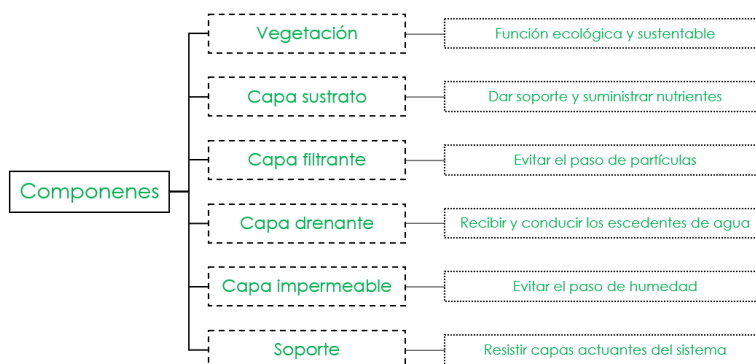 Vegetación
Función ecológica y sustentable
Capa sustrato
Dar soporte y suministrar nutrientes
Capa filtrante
Evitar el paso de partículas
Componenes
Capa drenante
Recibir y conducir los escedentes de agua
Capa impermeable
Evitar el paso de humedad
Soporte
Resistir capas actuantes del sistema